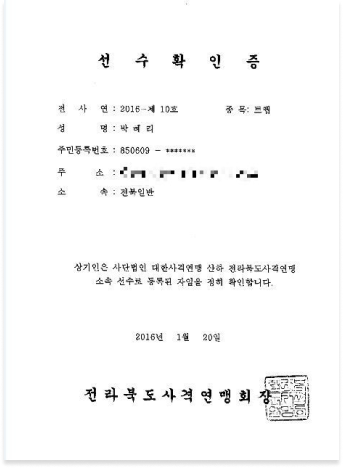 선 수 확 인 증
전 사 연 : 2016-제 10호 종 목: 트랩
성 명 : 박 혜 리
주민등록번호 : 850609 - *******
주 소 :
소 속 : 전북일반
상기인은 사단법인 대한사격연맹 산하 전라북도사격연맹
소속 선수로 등록된 자임을 정히 확인합니다.
2016년 1월 20일
전라북도사격연맹회장